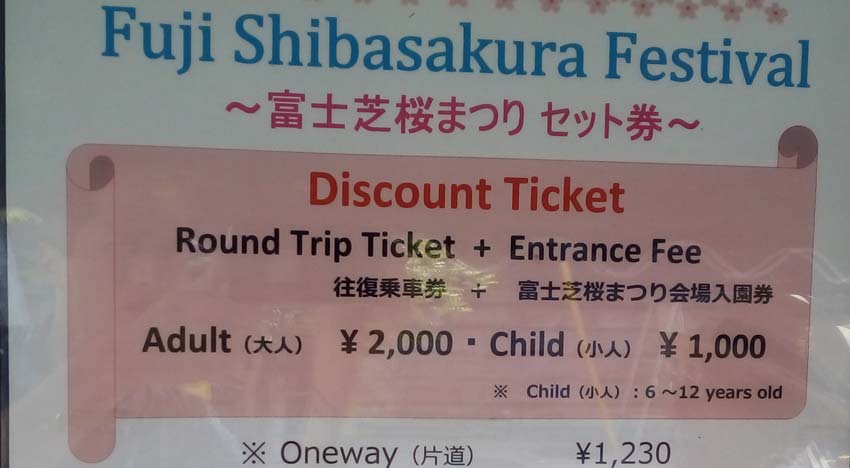 Fuji Shibasakura Festival
～富士芝桜まつり セット券～
Discount Ticket
Round Trip Ticket + Entrance Fee
往復乗車券 + 富士芝桜まつり会場入園券
Adult (大人) ¥ 2,000 ・ Child (小人) ¥ 1,000
※ Child (小人) : 6 ～12 years old
※ Oneway (片道) ¥1,230